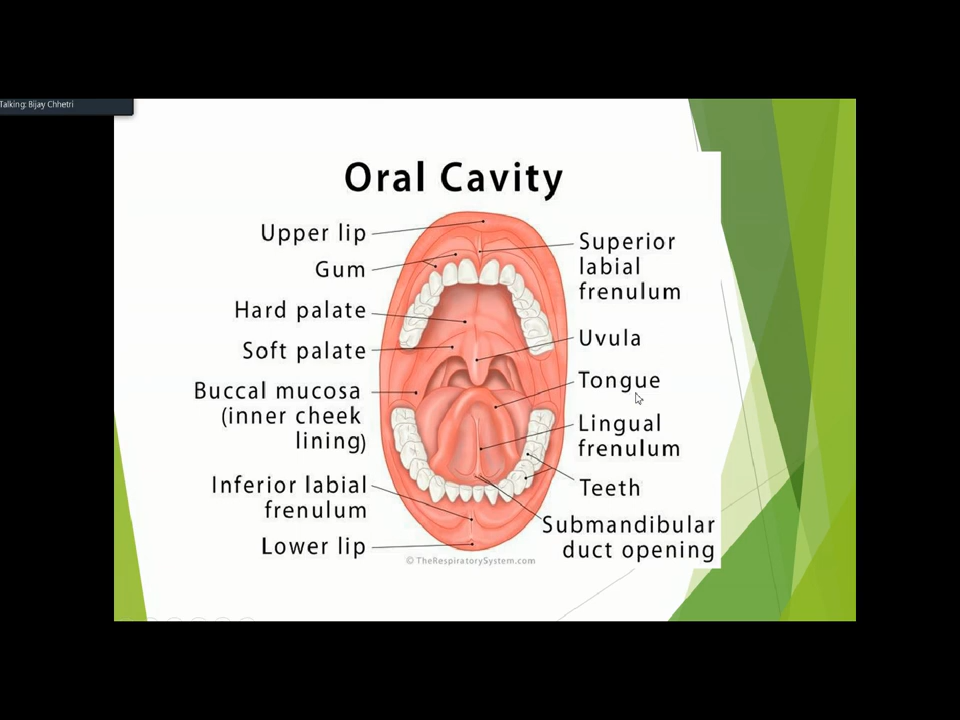 Talking: Bijay Chhetri
Oral Cavity
Upper lip
Gum
Hard palate
Soft palate
Buccal mucosa
(inner cheek
lining)
Inferior labial
frenulum
Lower lip
Superior
labial
frenulum
Uvula
Tongue
Lingual
frenulum
Teeth
Submandibular
duct opening
© TheRespiratorySystem.com